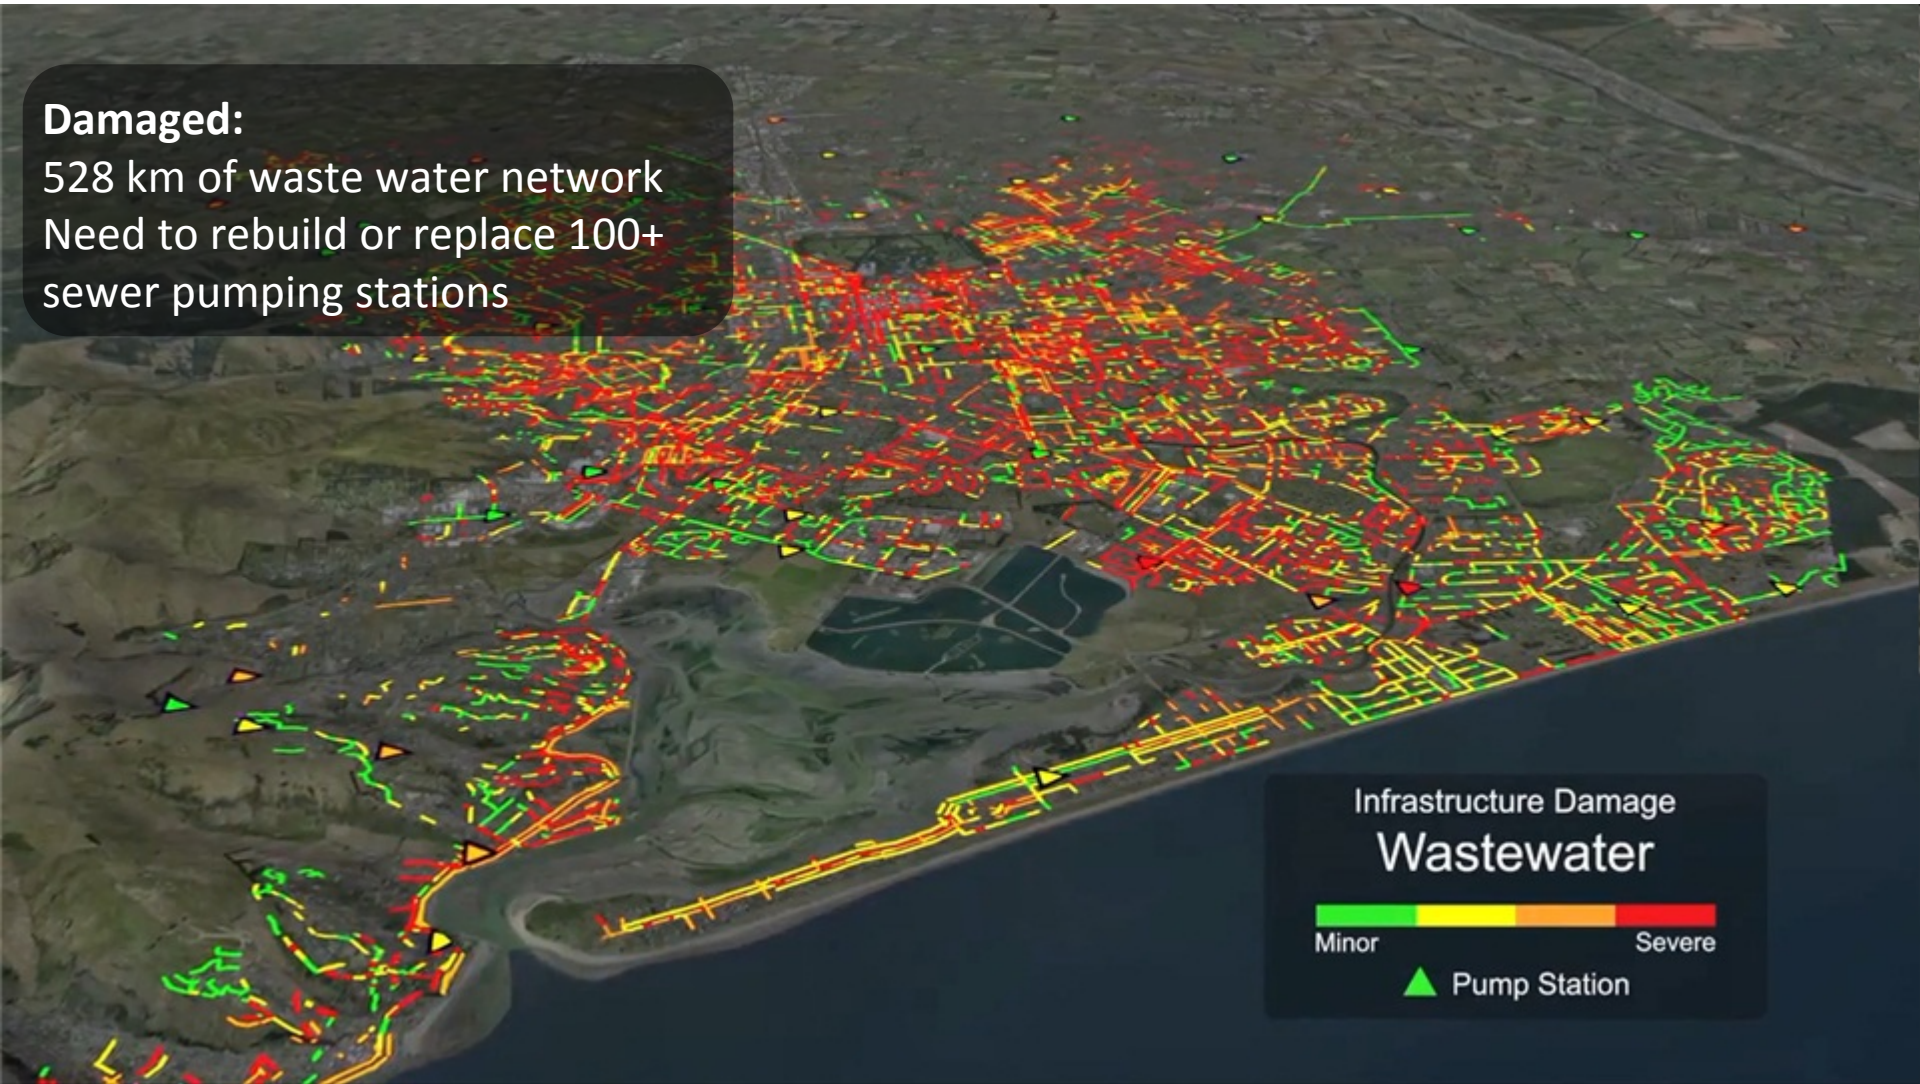 Damaged:
528 km of waste water network
Need to rebuild or replace 100+
sewer pumping stations
Infrastructure Damage
Wastewater
Minor
Severe
Pump Station